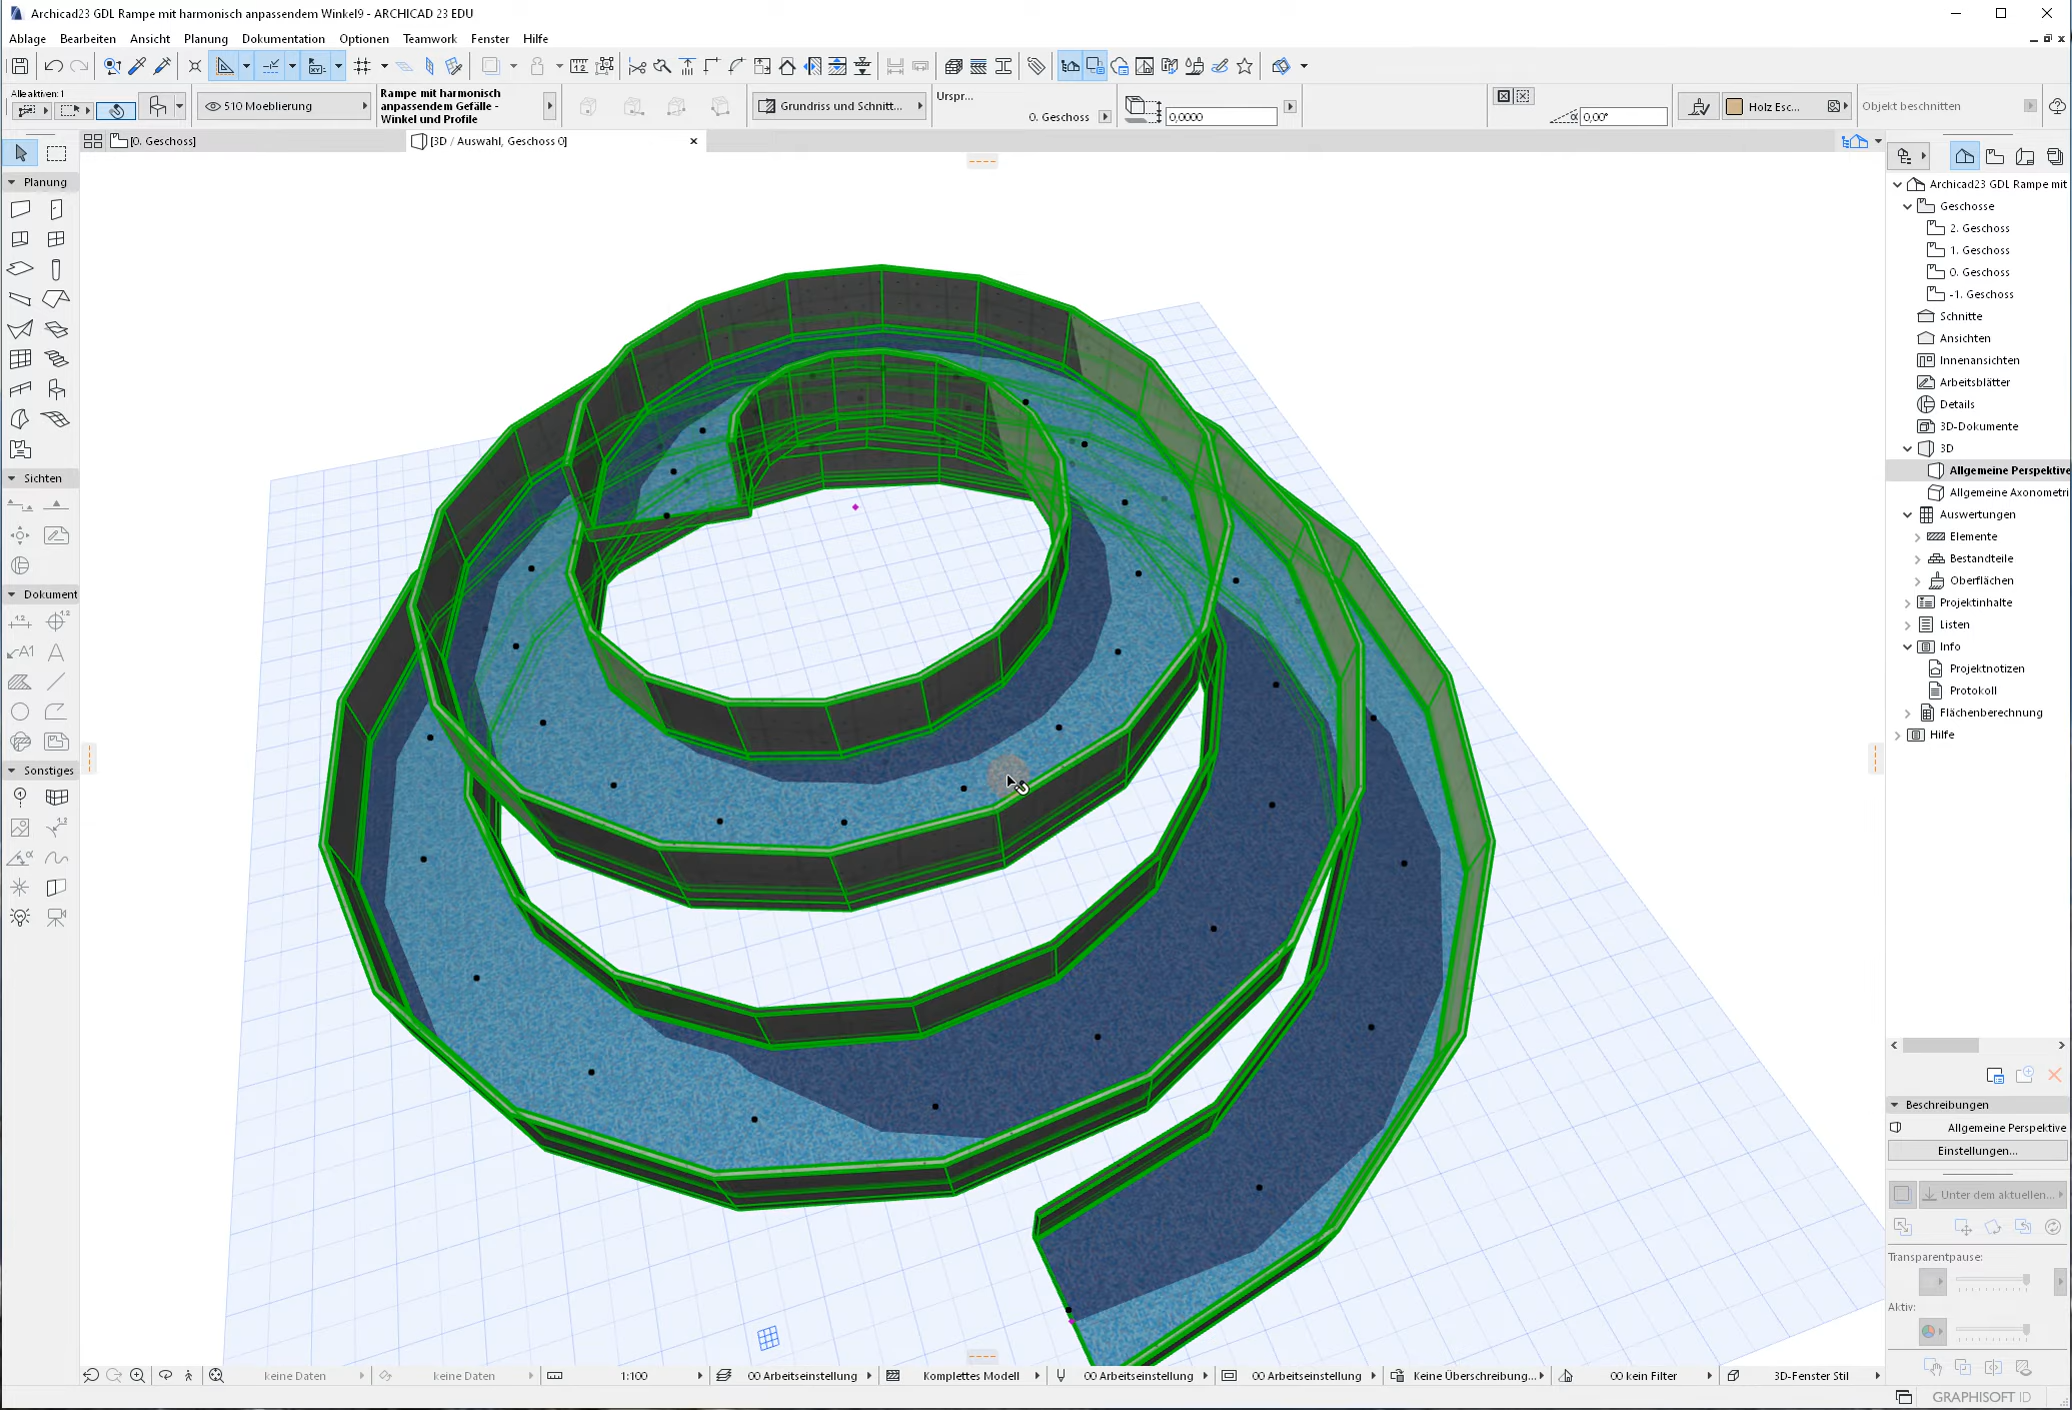 Archicad23 GDL Rampe mit harmonisch anpassendem Winkel9 - ARCHICAD 23 EDU
Ablage Bearbeiten Ansicht Planung Dokumentation Optionen Teamwork Fenster Hilfe
Alle aktiven: 1
510 Moeblierung
Rampe mit harmonisch
anpassendem Gefälle -
Winkel und Profile
Grundriss und Schnitt...
Urspr...
0. Geschoss
0,0000
0,00°
Holz Esc...
Objekt beschnitten
[0. Geschoss]
[3D / Auswahl, Geschoss 0]
Planung
Sichten
Dokument
Sonstiges
Archicad23 GDL Rampe mit
Geschosse
2. Geschoss
1. Geschoss
0. Geschoss
-1. Geschoss
Schnitte
Ansichten
Innenansichten
Arbeitsblätter
Details
3D-Dokumente
3D
Allgemeine Perspektive
Allgemeine Axonometri
Auswertungen
Elemente
Bestandteile
Oberflächen
Projektinhalte
Listen
Info
Projektnotizen
Protokoll
Flächenberechnung
Hilfe
Beschreibungen
Allgemeine Perspektive
Einstellungen...
Unter dem aktuellen...
Transparentpause:
Aktiv:
keine Daten
keine Daten
1:100
00 Arbeitseinstellung
Komplettes Modell
00 Arbeitseinstellung
00 Arbeitseinstellung
Keine Überschreibung...
00 kein Filter
3D-Fenster Stil
GRAPHISOFT ID